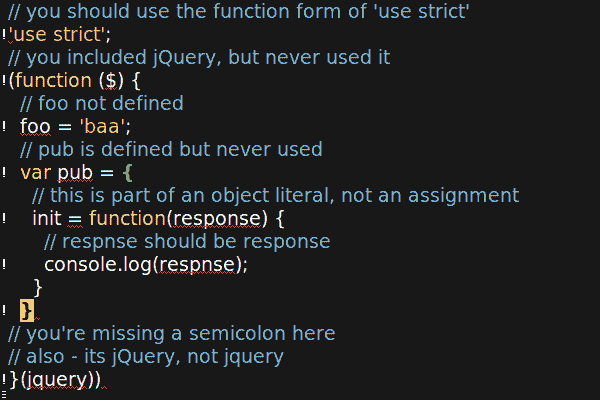 // you should use the function form of 'use strict'
!'use strict';
// you included jQuery, but never used it
!(function ($) {
// foo not defined
! foo = 'baa';
// pub is defined but never used
! var pub = {
// this is part of an object literal, not an assignment
! init = function(response) {
// respnse should be response
! console.log(respnse);
}
! }
// you're missing a semicolon here
// also - its jQuery, not jquery
!}(jquery))